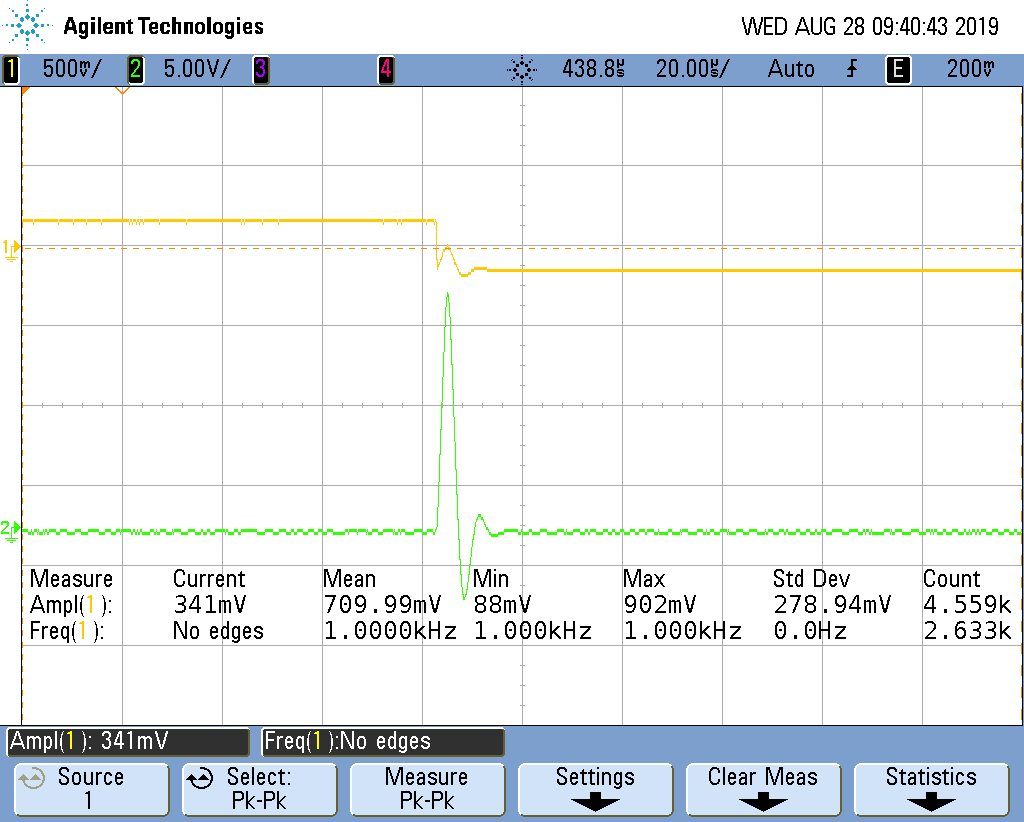 Agilent Technologies WED AUG 28 09:40:43 2019
1 500mV/ 2 5.00V/ 3 4 438.8µs 20.00µs/ Auto E 200mV
1
2
Measure Current Mean Min Max Std Dev Count
Ampl(1): 341mV 709.99mV 88mV 902mV 278.94mV 4.559k
Freq(1): No edges 1.0000kHz 1.000kHz 1.000kHz 0.0Hz 2.633k
Ampl(1): 341mV Freq(1):No edges
Source Select: Measure Settings Clear Meas Statistics
1 Pk-Pk Pk-Pk